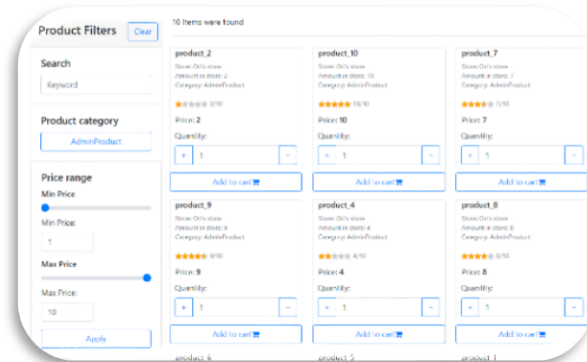 Product Filters
Clear
Search
Keyword
Product category
AdminProduct
Price range
Min Price
Min Price:
1
Max Price
Max Price:
10
Apply
10 Items were found
product_2
Store: Ori's store
Amount in store: 2
Category: AdminProduct
2/10
Price: 2
Quantity:
+ 1 -
Add to cart
product_10
Store: Ori's store
Amount in store: 10
Category: AdminProduct
10/10
Price: 10
Quantity:
+ 1 -
Add to cart
product_7
Store: Ori's store
Amount in store: 7
Category: AdminProduct
7/10
Price: 7
Quantity:
+ 1 -
Add to cart
product_9
Store: Ori's store
Amount in store: 9
Category: AdminProduct
9/10
Price: 9
Quantity:
+ 1 -
Add to cart
product_4
Store: Ori's store
Amount in store: 4
Category: AdminProduct
4/10
Price: 4
Quantity:
+ 1 -
Add to cart
product_8
Store: Ori's store
Amount in store: 8
Category: AdminProduct
8/10
Price: 8
Quantity:
+ 1 -
Add to cart
product_6
product_5
product_1